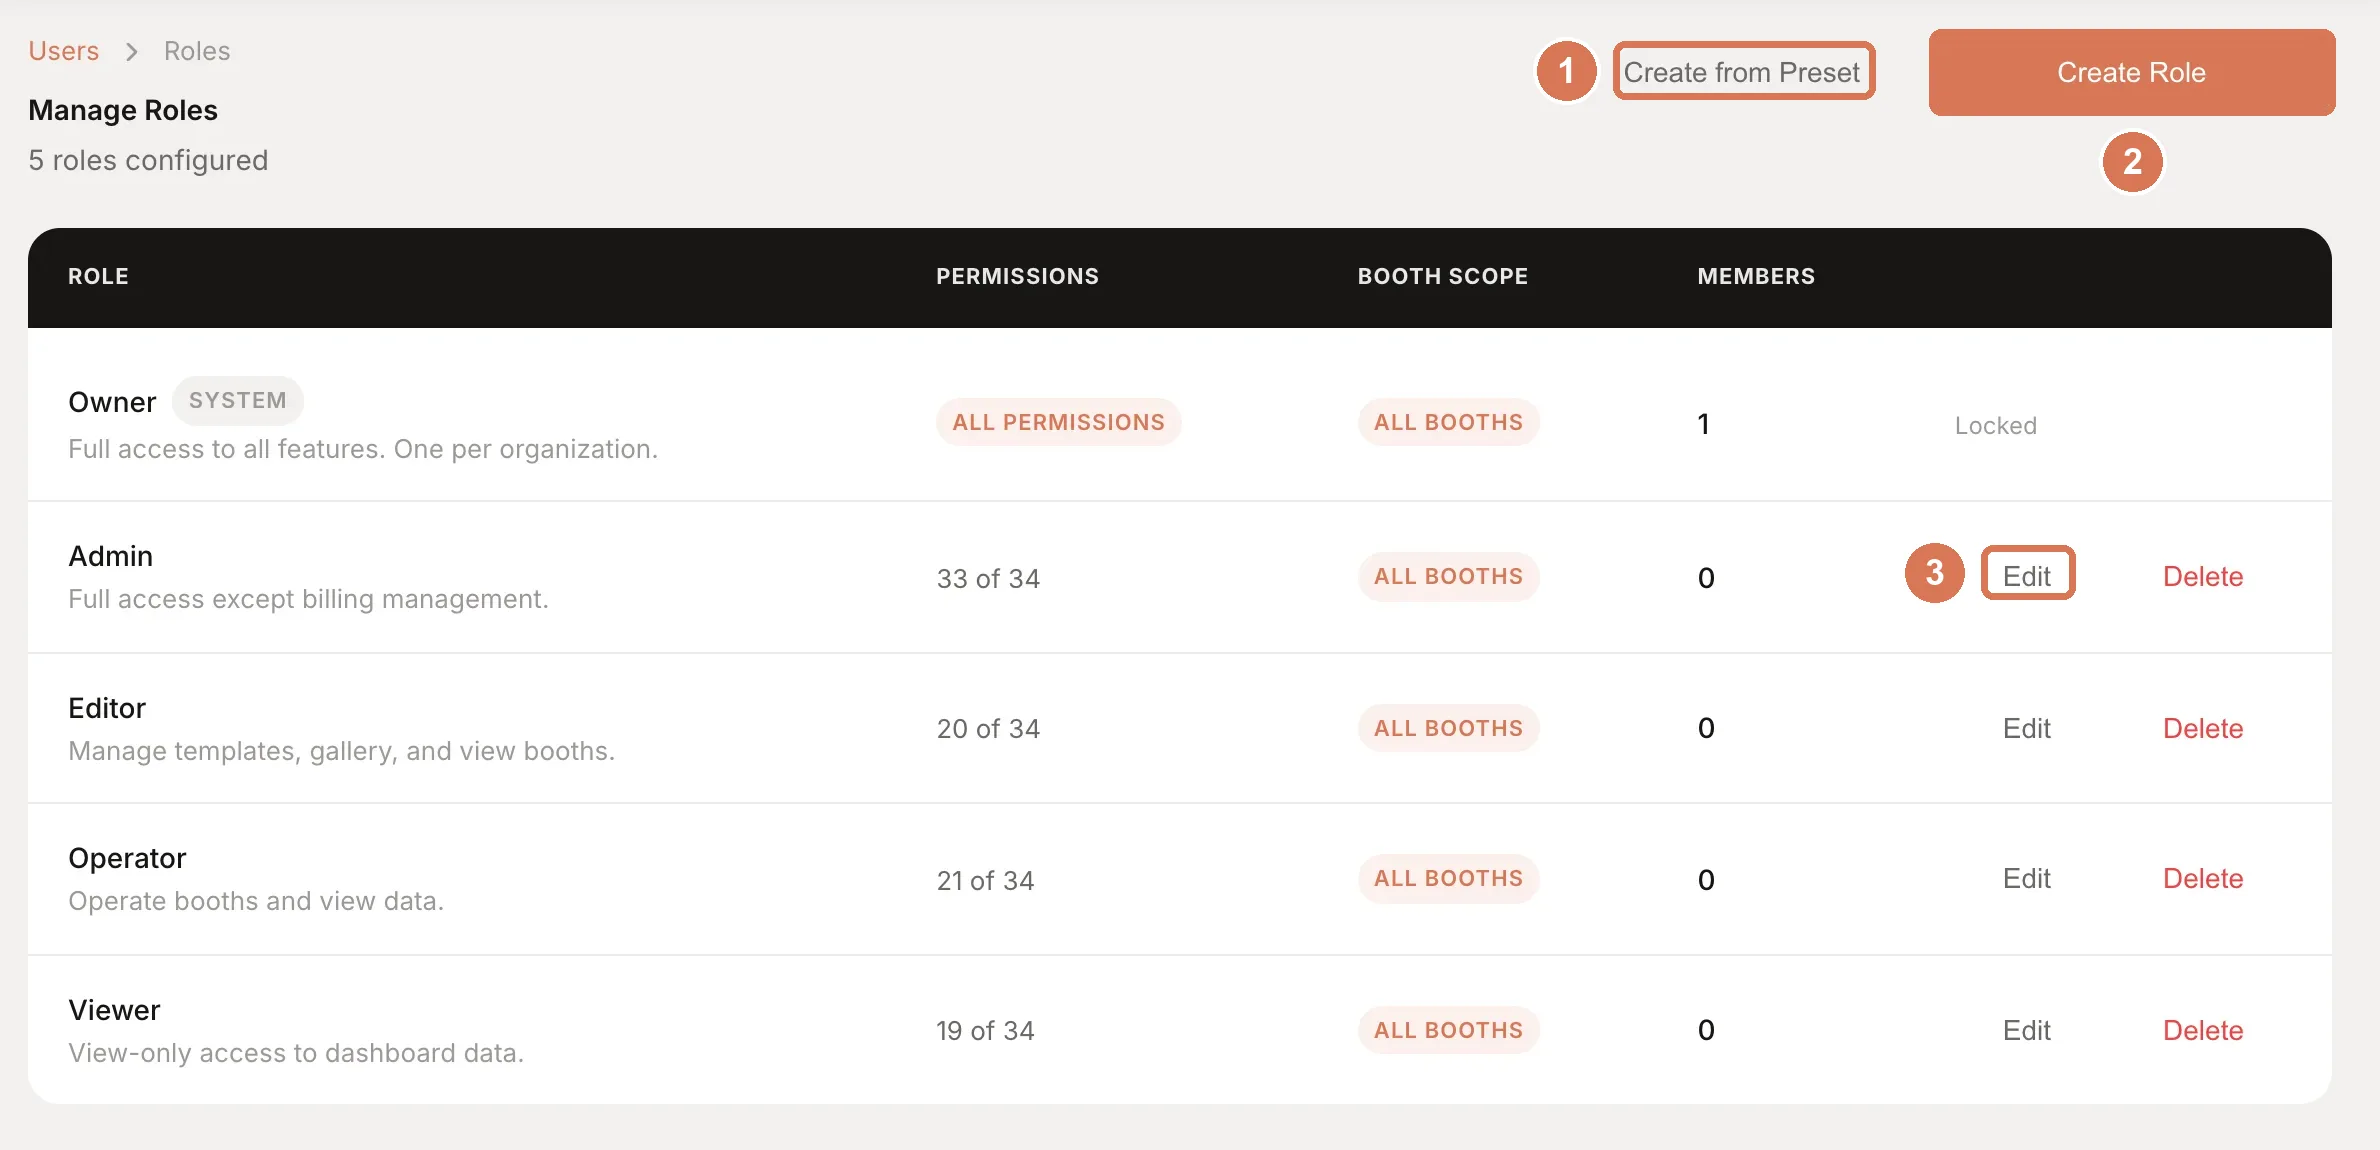 Users > Roles
Manage Roles
5 roles configured
1 Create from Preset
Create Role
2
ROLE PERMISSIONS BOOTH SCOPE MEMBERS
Owner SYSTEM
Full access to all features. One per organization.
ALL PERMISSIONS ALL BOOTHS 1 Locked
Admin
Full access except billing management.
33 of 34 ALL BOOTHS 0 3 Edit Delete
Editor
Manage templates, gallery, and view booths.
20 of 34 ALL BOOTHS 0 Edit Delete
Operator
Operate booths and view data.
21 of 34 ALL BOOTHS 0 Edit Delete
Viewer
View-only access to dashboard data.
19 of 34 ALL BOOTHS 0 Edit Delete